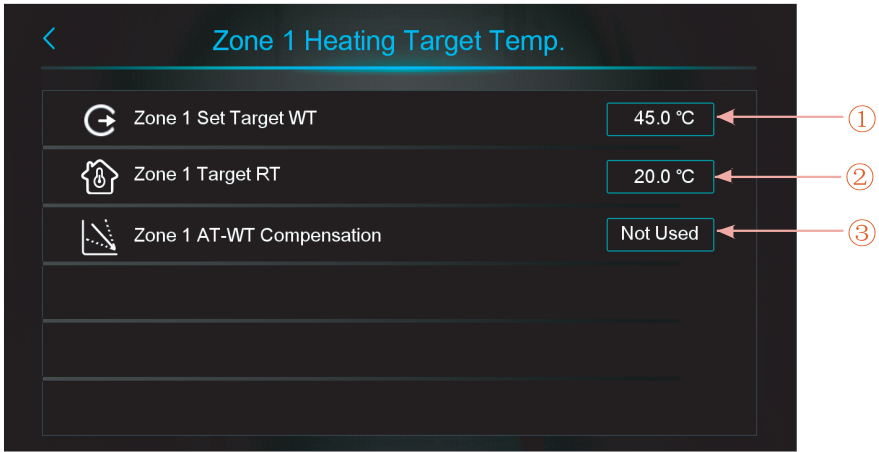 Zone 1 Heating Target Temp.
Zone 1 Set Target WT 45.0 ℃ ①
Zone 1 Target RT 20.0 ℃ ②
Zone 1 AT-WT Compensation Not Used ③